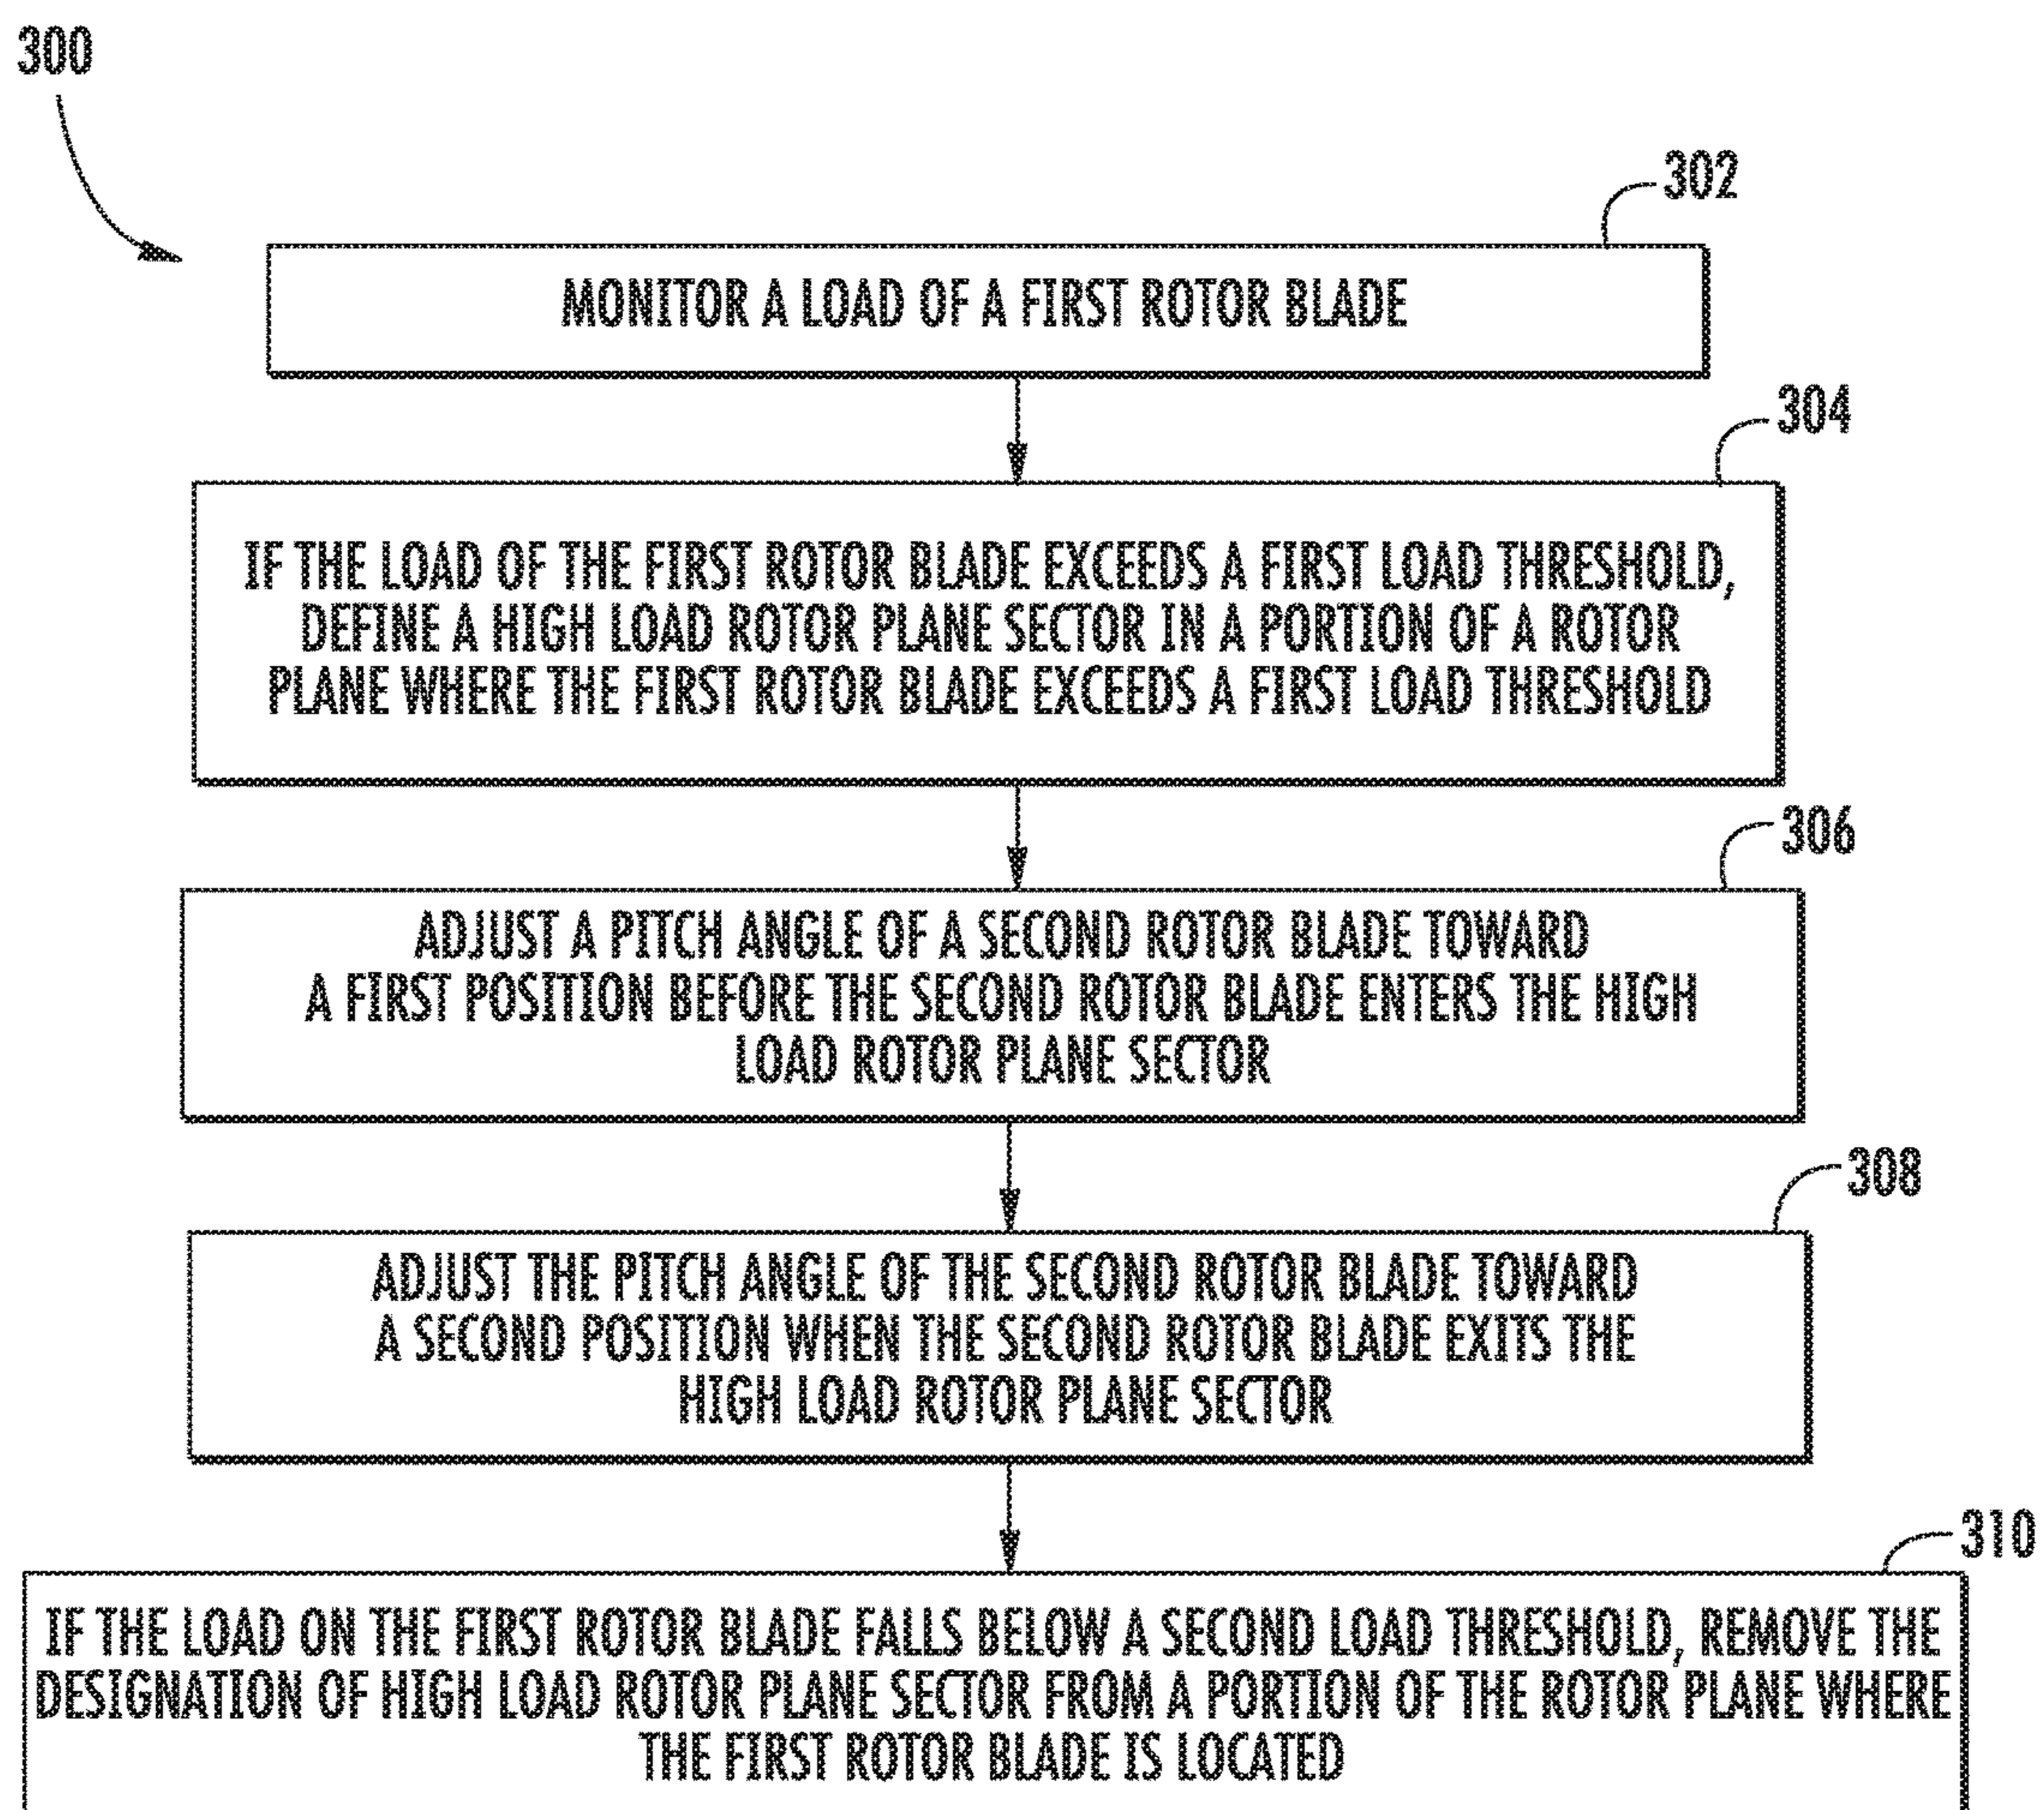 300
302
MONITOR A LOAD OF A FIRST ROTOR BLADE
304
IF THE LOAD OF THE FIRST ROTOR BLADE EXCEEDS A FIRST LOAD THRESHOLD,
DEFINE A HIGH LOAD ROTOR PLANE SECTOR IN A PORTION OF A ROTOR
PLANE WHERE THE FIRST ROTOR BLADE EXCEEDS A FIRST LOAD THRESHOLD
306
ADJUST A PITCH ANGLE OF A SECOND ROTOR BLADE TOWARD
A FIRST POSITION BEFORE THE SECOND ROTOR BLADE ENTERS THE HIGH
LOAD ROTOR PLANE SECTOR
308
ADJUST THE PITCH ANGLE OF THE SECOND ROTOR BLADE TOWARD
A SECOND POSITION WHEN THE SECOND ROTOR BLADE EXITS THE
HIGH LOAD ROTOR PLANE SECTOR
310
IF THE LOAD ON THE FIRST ROTOR BLADE FALLS BELOW A SECOND LOAD THRESHOLD, REMOVE THE
DESIGNATION OF HIGH LOAD ROTOR PLANE SECTOR FROM A PORTION OF THE ROTOR PLANE WHERE
THE FIRST ROTOR BLADE IS LOCATED